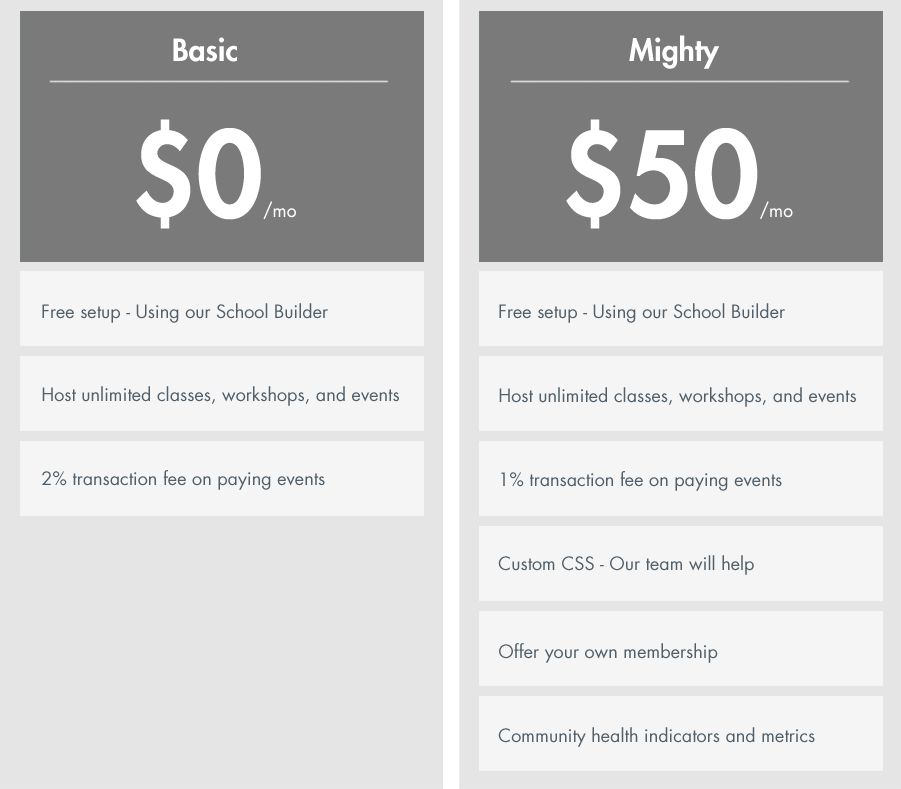 Basic
$0/mo
Free setup - Using our School Builder
Host unlimited classes, workshops, and events
2% transaction fee on paying events
Mighty
$50/mo
Free setup - Using our School Builder
Host unlimited classes, workshops, and events
1% transaction fee on paying events
Custom CSS - Our team will help
Offer your own membership
Community health indicators and metrics